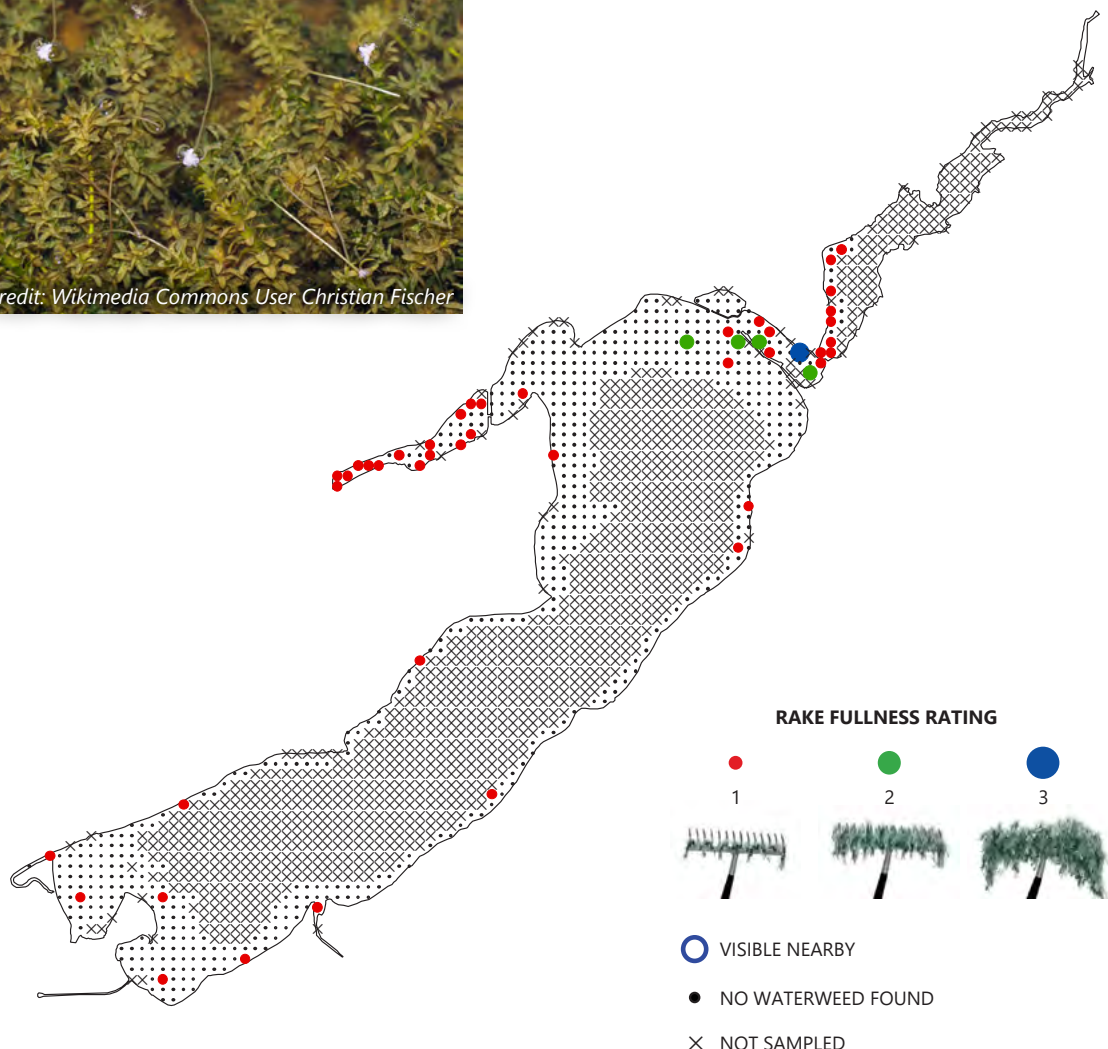 redit: Wikimedia Commons User Christian Fischer
RAKE FULLNESS RATING
1
2
3
VISIBLE NEARBY
NO WATERWEED FOUND
NOT SAMPLED